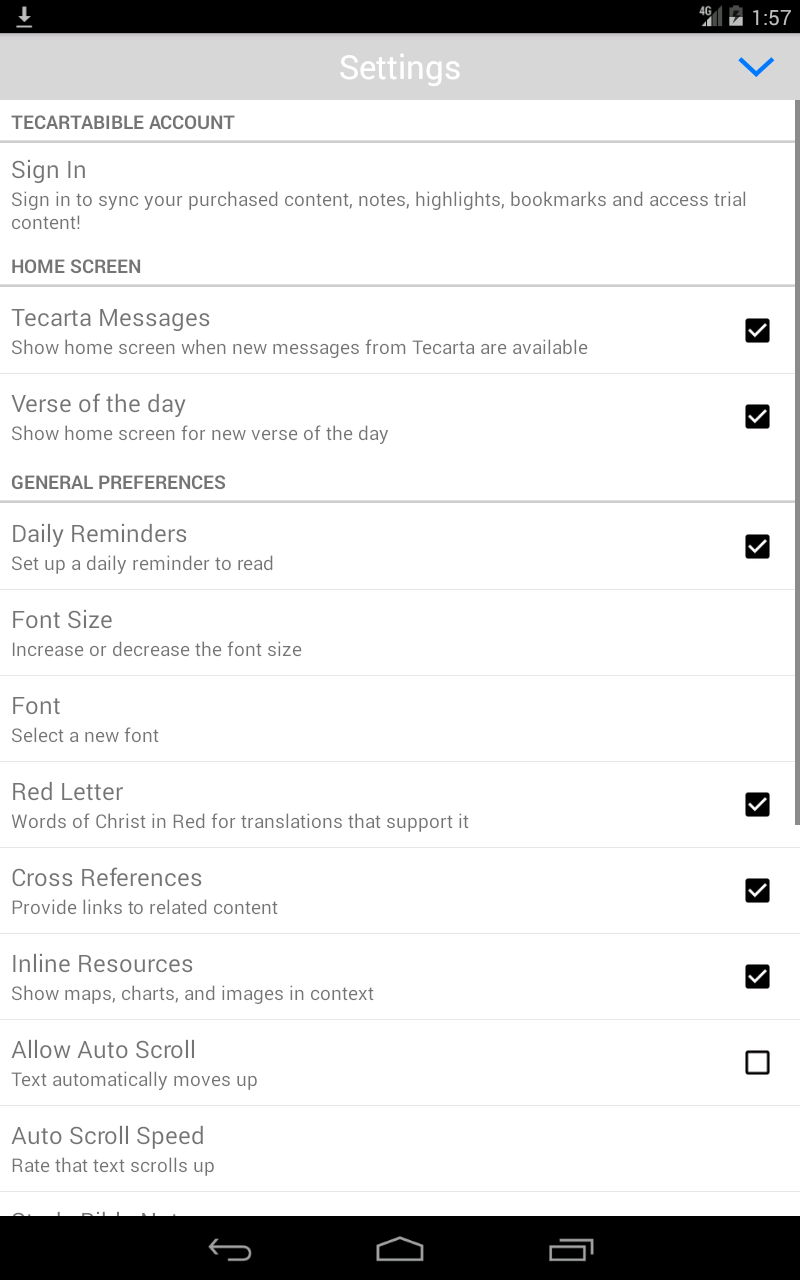 4G 1:57
Settings
TECARTABIBLE ACCOUNT
Sign In
Sign in to sync your purchased content, notes, highlights, bookmarks and access trial
content!
HOME SCREEN
Tecarta Messages
Show home screen when new messages from Tecarta are available
Verse of the day
Show home screen for new verse of the day
GENERAL PREFERENCES
Daily Reminders
Set up a daily reminder to read
Font Size
Increase or decrease the font size
Font
Select a new font
Red Letter
Words of Christ in Red for translations that support it
Cross References
Provide links to related content
Inline Resources
Show maps, charts, and images in context
Allow Auto Scroll
Text automatically moves up
Auto Scroll Speed
Rate that text scrolls up